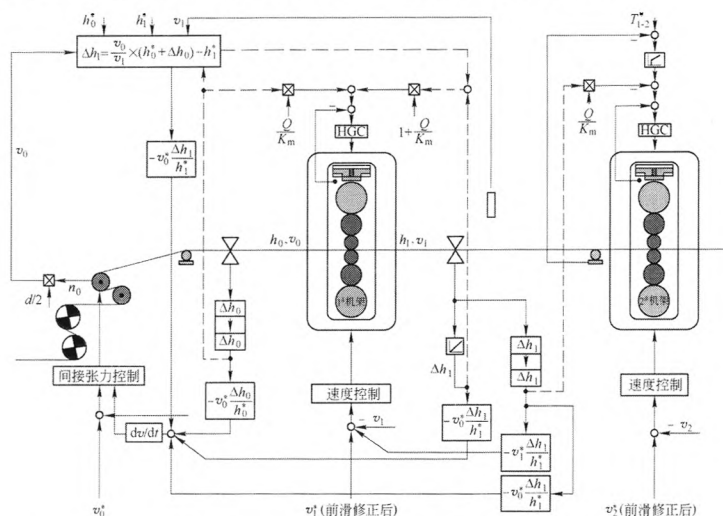 h₀* h₁* v₁
Δh₁ = v₀/v₁ × (h₀* + Δh₀) − h₁*
T*₁₋₂
− −
Q/Kₘ 1+Q/Kₘ Q/Kₘ
HGC HGC
v₀
−v₀* Δh₁/h₁*
h₀·v₀ h₁·v₁
n₀
d/2
1#机架 2#机架
Δh₀
Δh₀
Δh₁
Δh₁
Δh₁
间接张力控制 速度控制 速度控制
−v₀* Δh₀/h₀*
−v₀* Δh₁/h₁*
− v₁ − v₂
dv/dt
−v₁* Δh₁/h₁*
−v₀* Δh₁/h₁*
v₀* v₁*(前滑修正后) v₂*(前滑修正后)